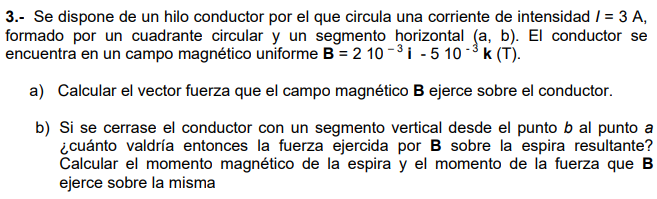 3.- Se dispone de un hilo conductor por el que circula una corriente de intensidad I = 3 A,
formado por un cuadrante circular y un segmento horizontal (a, b). El conductor se
encuentra en un campo magnético uniforme B = 2 10 ⁻³ i - 5 10 ⁻³ k (T).
a) Calcular el vector fuerza que el campo magnético B ejerce sobre el conductor.
b) Si se cerrase el conductor con un segmento vertical desde el punto b al punto a
¿cuánto valdría entonces la fuerza ejercida por B sobre la espira resultante?
Calcular el momento magnético de la espira y el momento de la fuerza que B
ejerce sobre la misma